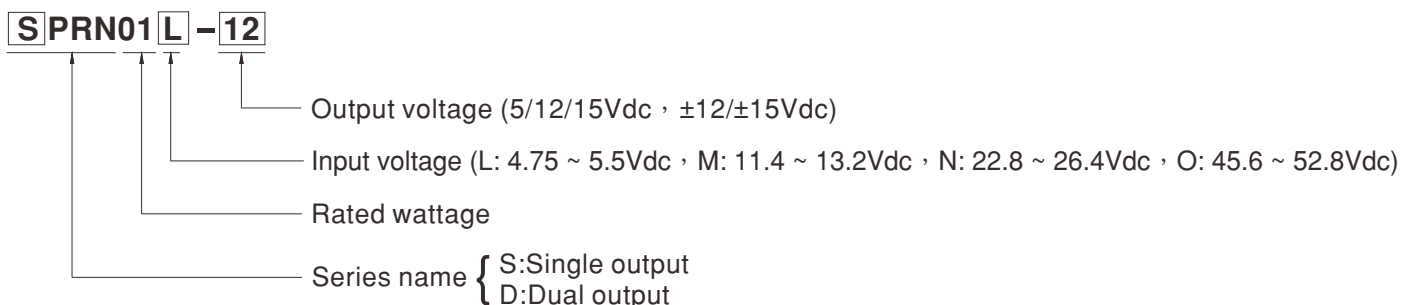 SPRN01L-12
Output voltage (5/12/15Vdc，±12/±15Vdc)
Input voltage (L: 4.75 ~ 5.5Vdc，M: 11.4 ~ 13.2Vdc，N: 22.8 ~ 26.4Vdc，O: 45.6 ~ 52.8Vdc)
Rated wattage
Series name { S:Single output
D:Dual output